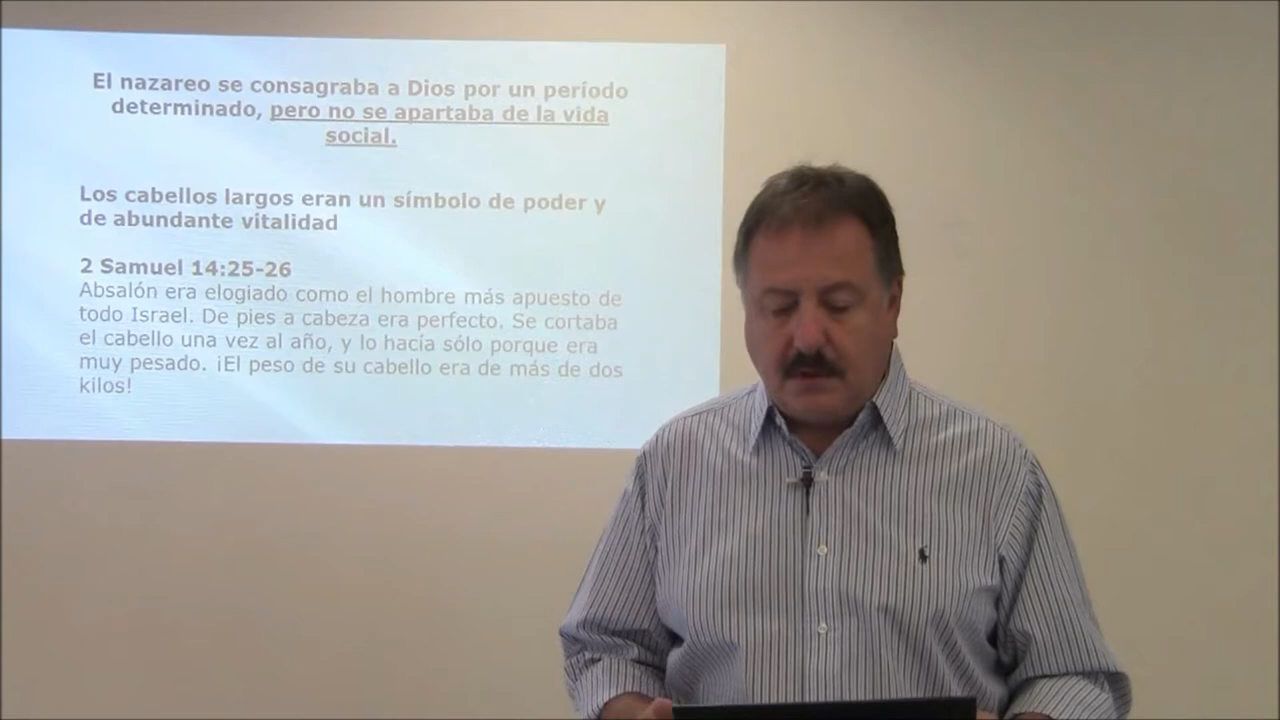 El nazareo se consagraba a Dios por un período
determinado, pero no se apartaba de la vida
social.
Los cabellos largos eran un símbolo de poder y
de abundante vitalidad
2 Samuel 14:25-26
Absalón era elogiado como el hombre más apuesto de
todo Israel. De pies a cabeza era perfecto. Se cortaba
el cabello una vez al año, y lo hacía sólo porque era
muy pesado. ¡El peso de su cabello era de más de dos
kilos!